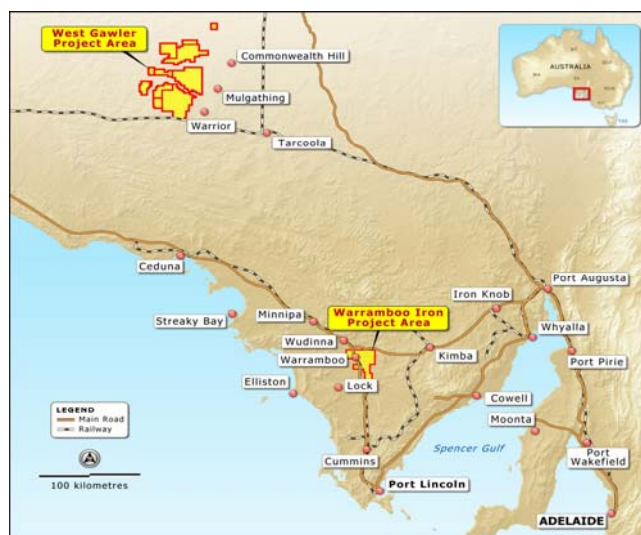 West Gawler
Project Area
Commonwealth Hill
Mulgathing
Warrior
Tarcoola
AUSTRALIA
Ceduna
Streaky Bay
Minnipa
Wudinna
Warramboo
Elliston
Lock
Warramboo Iron
Project Area
Iron Knob
Kimba
Port Augusta
Whyalla
Port Pirie
Cowell
Moonta
Spencer Gulf
Port
Wakefield
Cummins
Port Lincoln
ADELAIDE
LEGEND
Main Road
Railway
100 kilometres